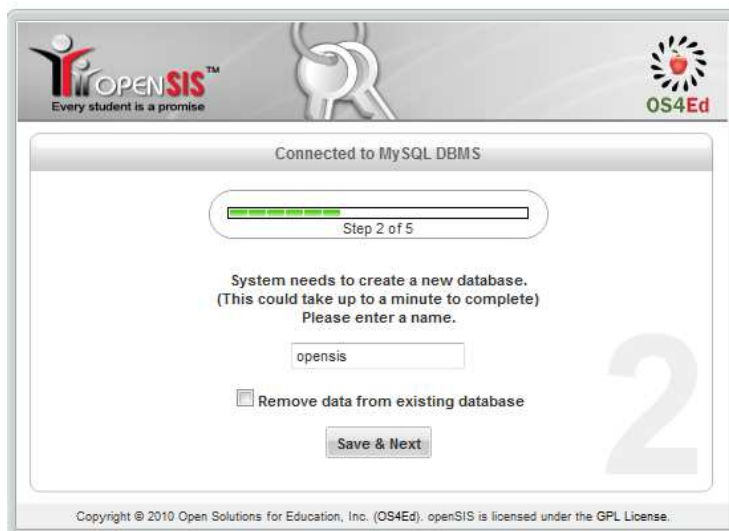 OPENSIS™
Every student is a promise
OS4Ed
Connected to MySQL DBMS
Step 2 of 5
System needs to create a new database.
(This could take up to a minute to complete)
Please enter a name.
opensis
Remove data from existing database
Save & Next
2
Copyright © 2010 Open Solutions for Education, Inc. (OS4Ed). openSIS is licensed under the GPL License.